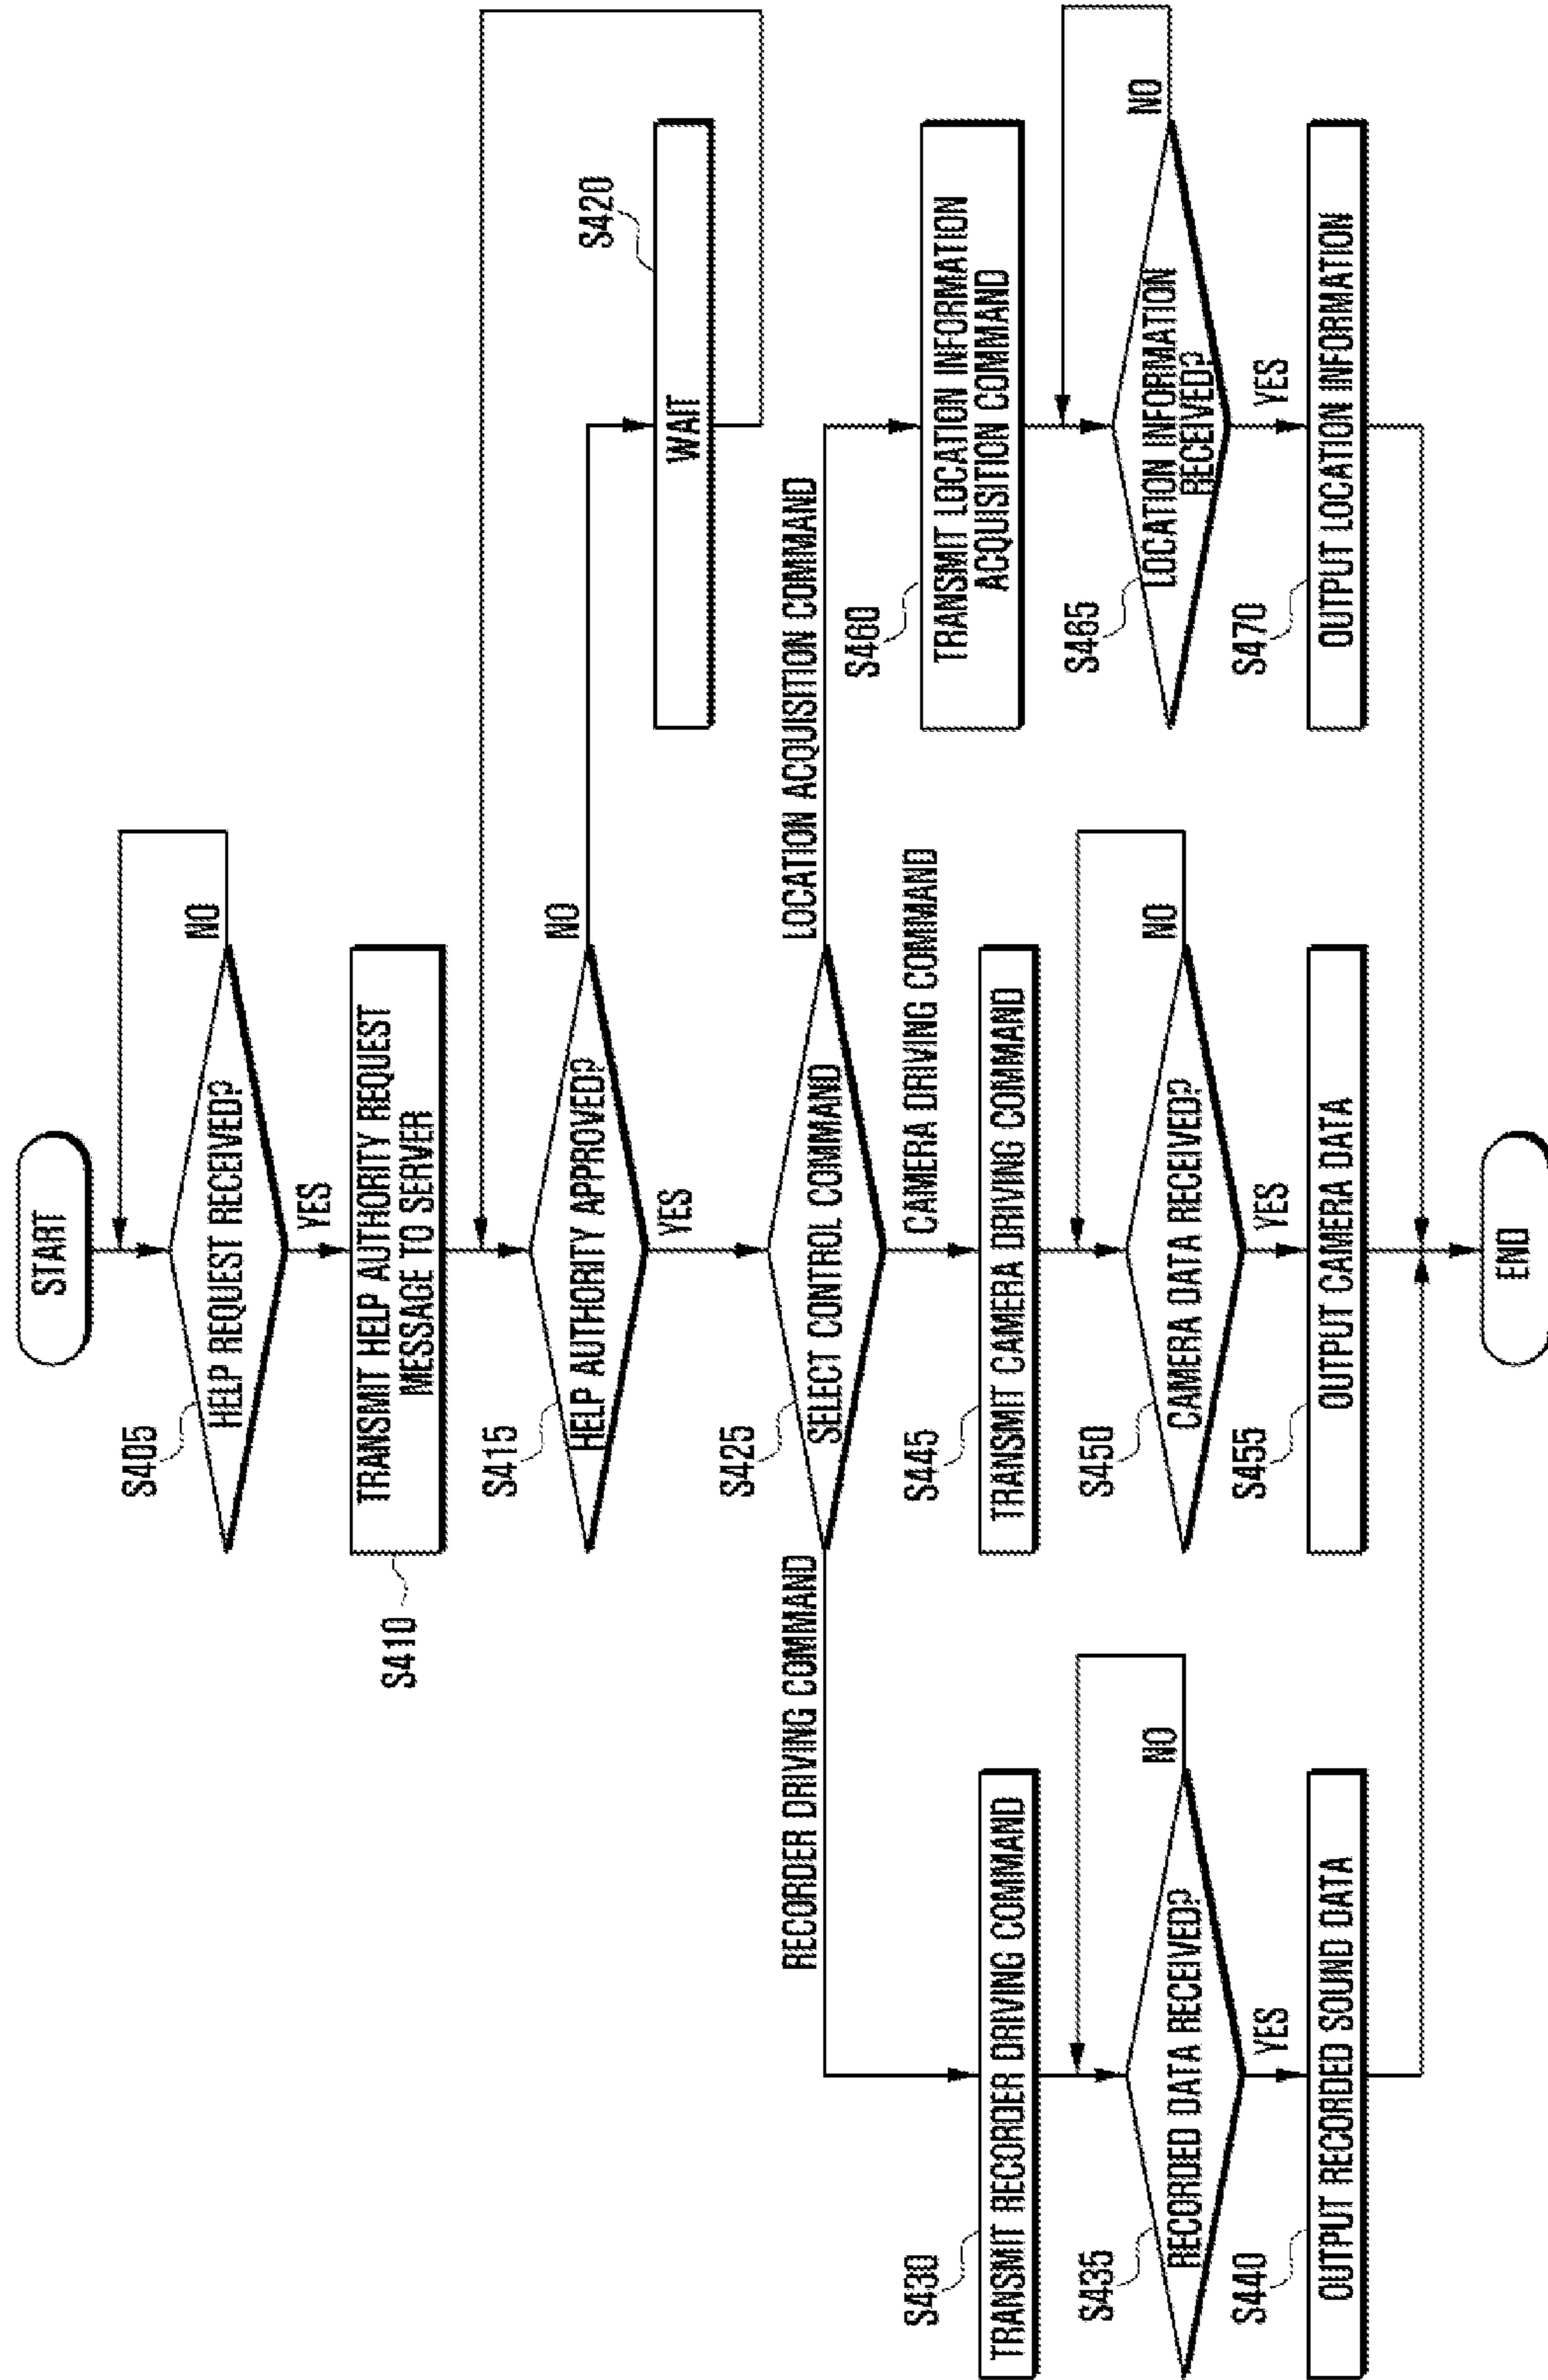 START
S405
HELP REQUEST RECEIVED?
NO
YES
TRANSMIT HELP AUTHORITY REQUEST
MESSAGE TO SERVER
S410
S415
HELP AUTHORITY APPROVED?
NO
YES
S420
WAIT
S425
SELECT CONTROL COMMAND
RECORDER DRIVING COMMAND
LOCATION ACQUISITION COMMAND
CAMERA DRIVING COMMAND
S430
TRANSMIT RECORDER DRIVING COMMAND
S435
RECORDED DATA RECEIVED?
NO
YES
S440
OUTPUT RECORDED SOUND DATA
S445
TRANSMIT CAMERA DRIVING COMMAND
S450
CAMERA DATA RECEIVED?
NO
YES
S455
OUTPUT CAMERA DATA
S460
TRANSMIT LOCATION INFORMATION
ACQUISITION COMMAND
S465
LOCATION INFORMATION
RECEIVED?
NO
YES
S470
OUTPUT LOCATION INFORMATION
END